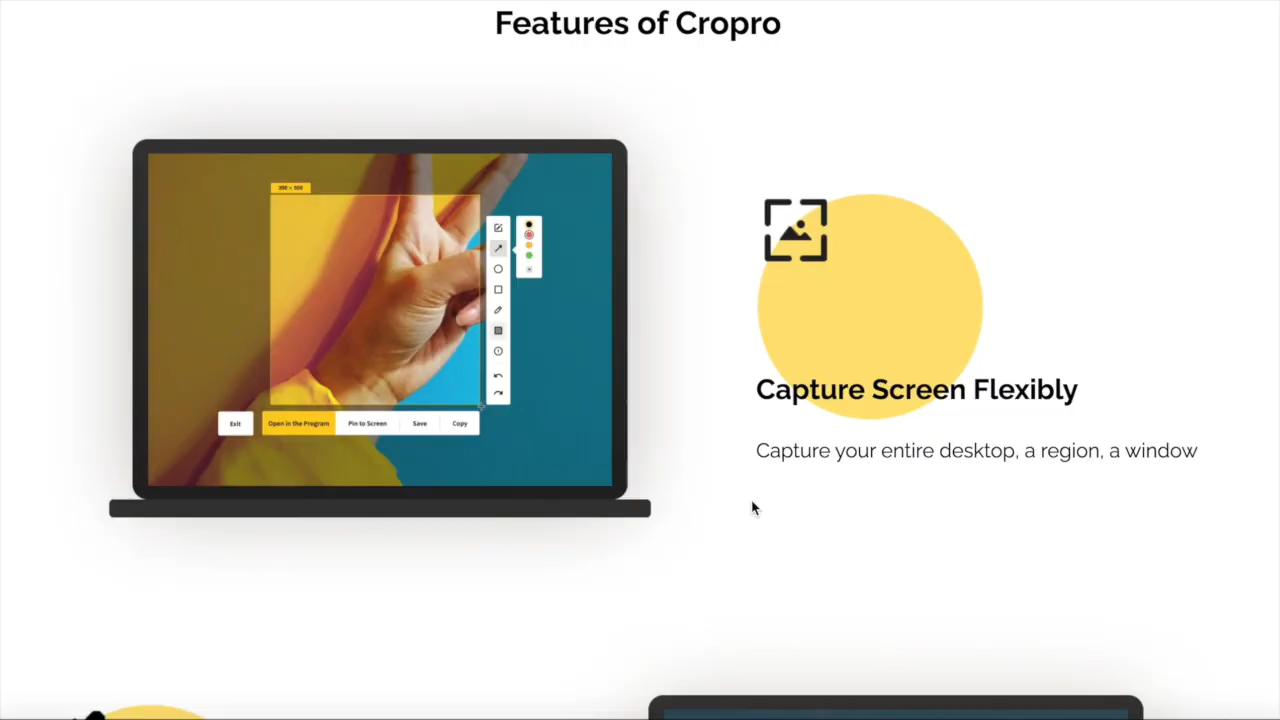 Features of Cropro
Capture Screen Flexibly
Capture your entire desktop, a region, a window
Exit
Open in the Program
Pin to Screen
Save
Copy